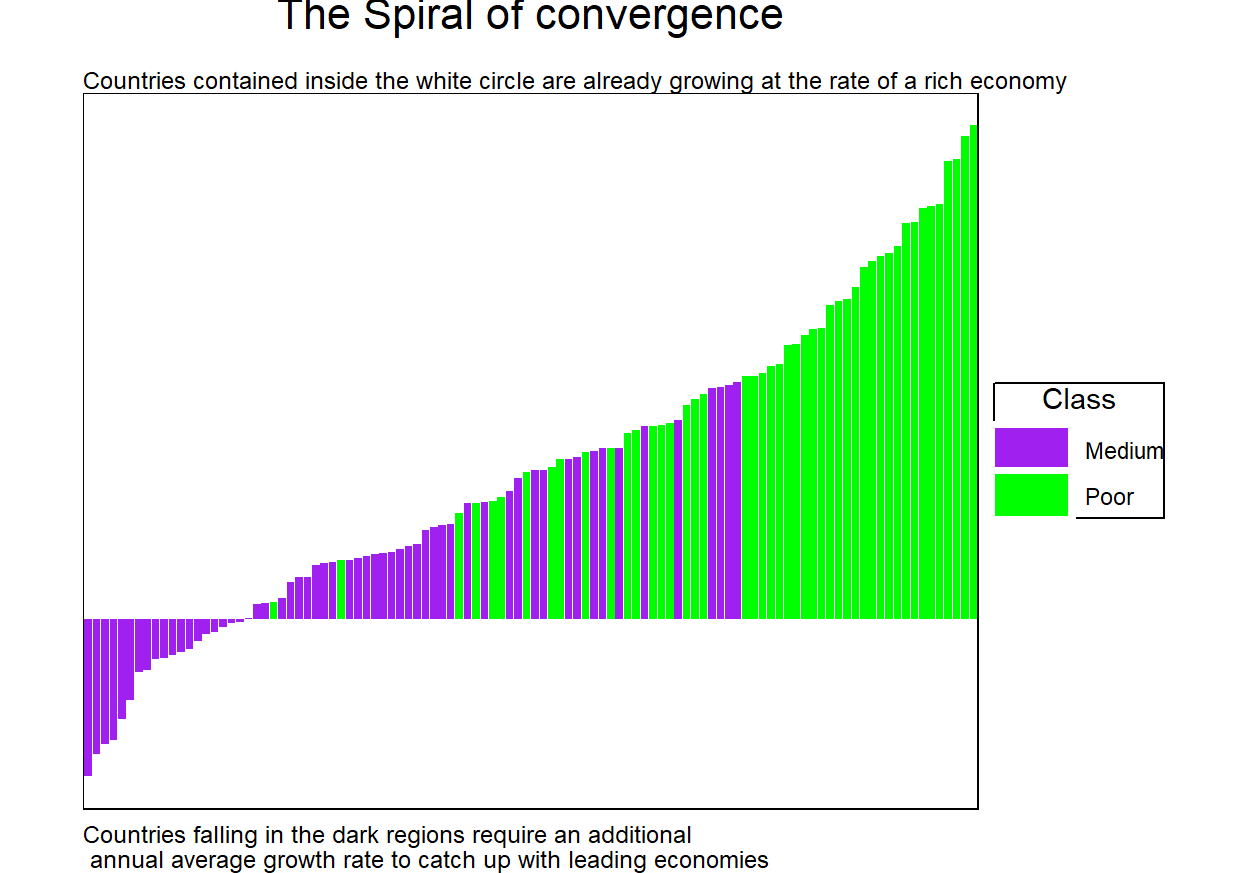 The Spiral of convergence
Countries contained inside the white circle are already growing at the rate of a rich economy
Class
Medium
Poor
Countries falling in the dark regions require an additional
annual average growth rate to catch up with leading economies